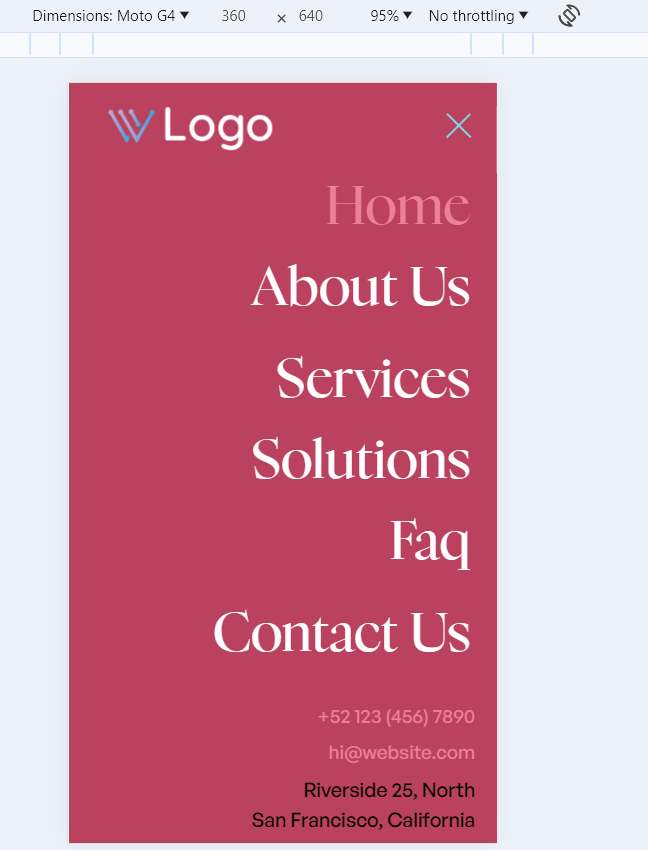 Dimensions: Moto G4 ▼ 360 × 640 95% ▼ No throttling ▼
Logo
Home
About Us
Services
Solutions
Faq
Contact Us
+52 123 (456) 7890
hi@website.com
Riverside 25, North
San Francisco, California